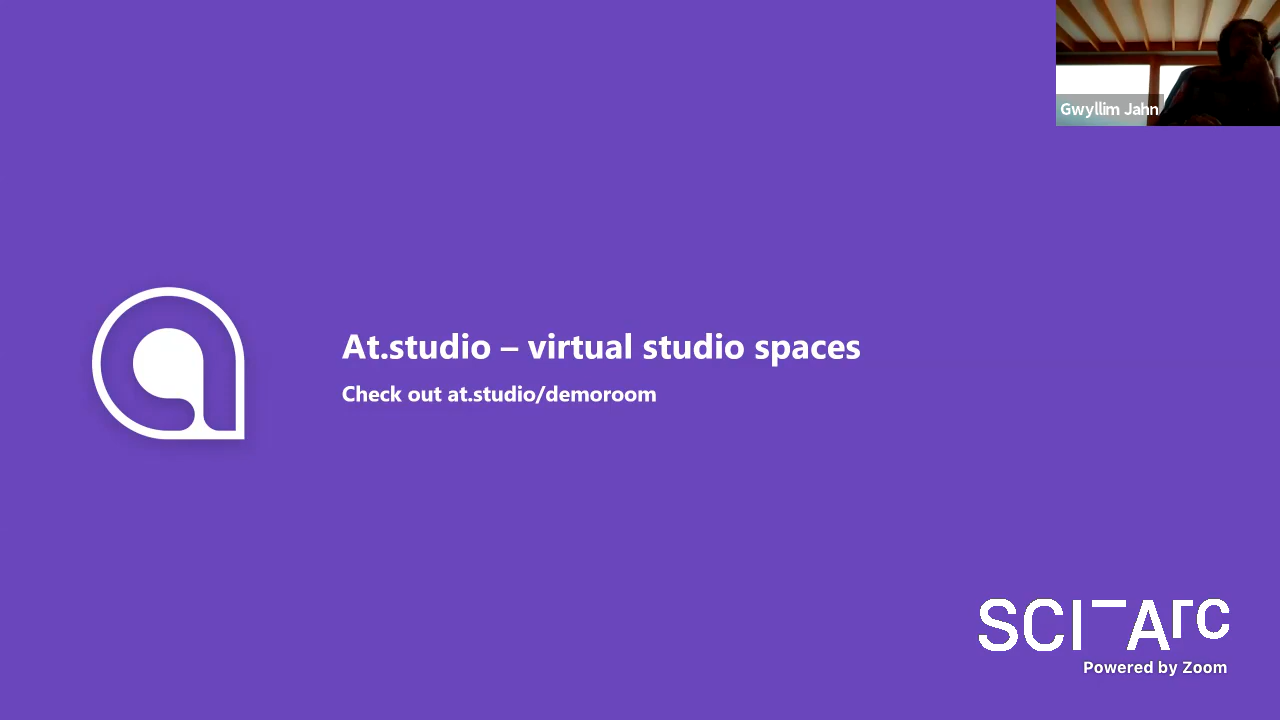 Gwyllim Jahn
At.studio – virtual studio spaces
Check out at.studio/demoroom
SCI-Arc
Powered by Zoom